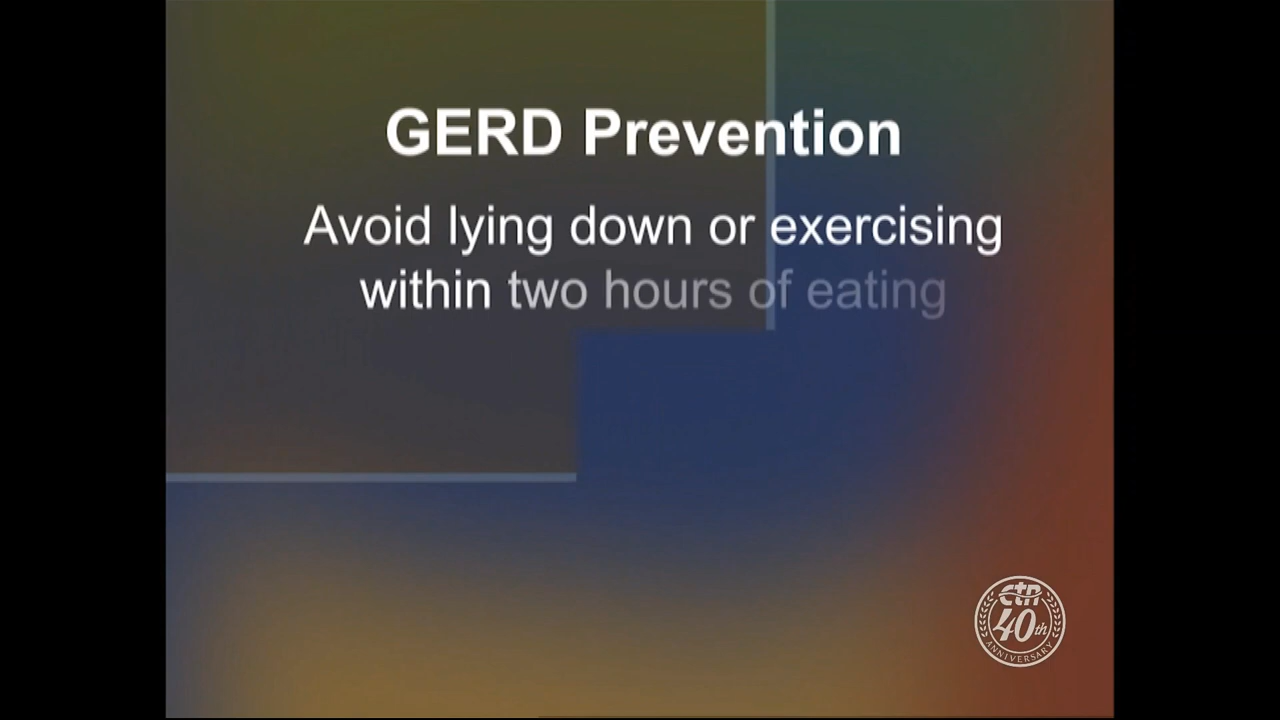 GERD Prevention
Avoid lying down or exercising
within two hours of eating
ctn
40th
ANNIVERSARY